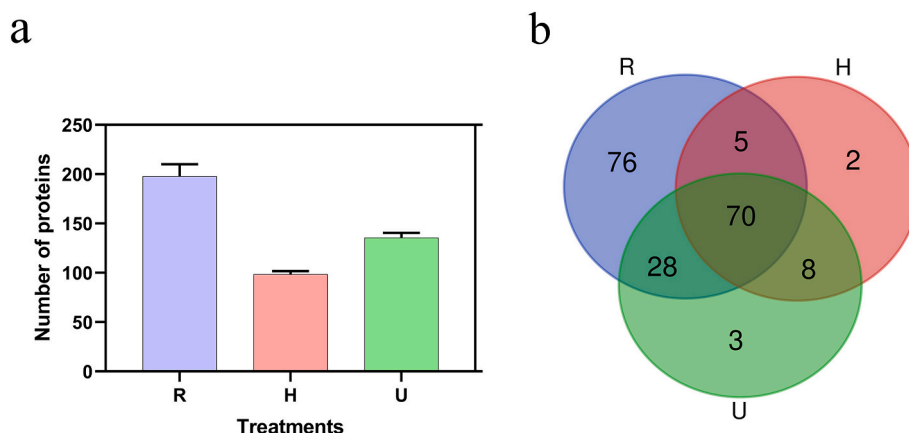 a
250
200
150
100
50
0
Number of proteins
R H U
Treatments
b
R H
76 5 2
70
28 8
3
U